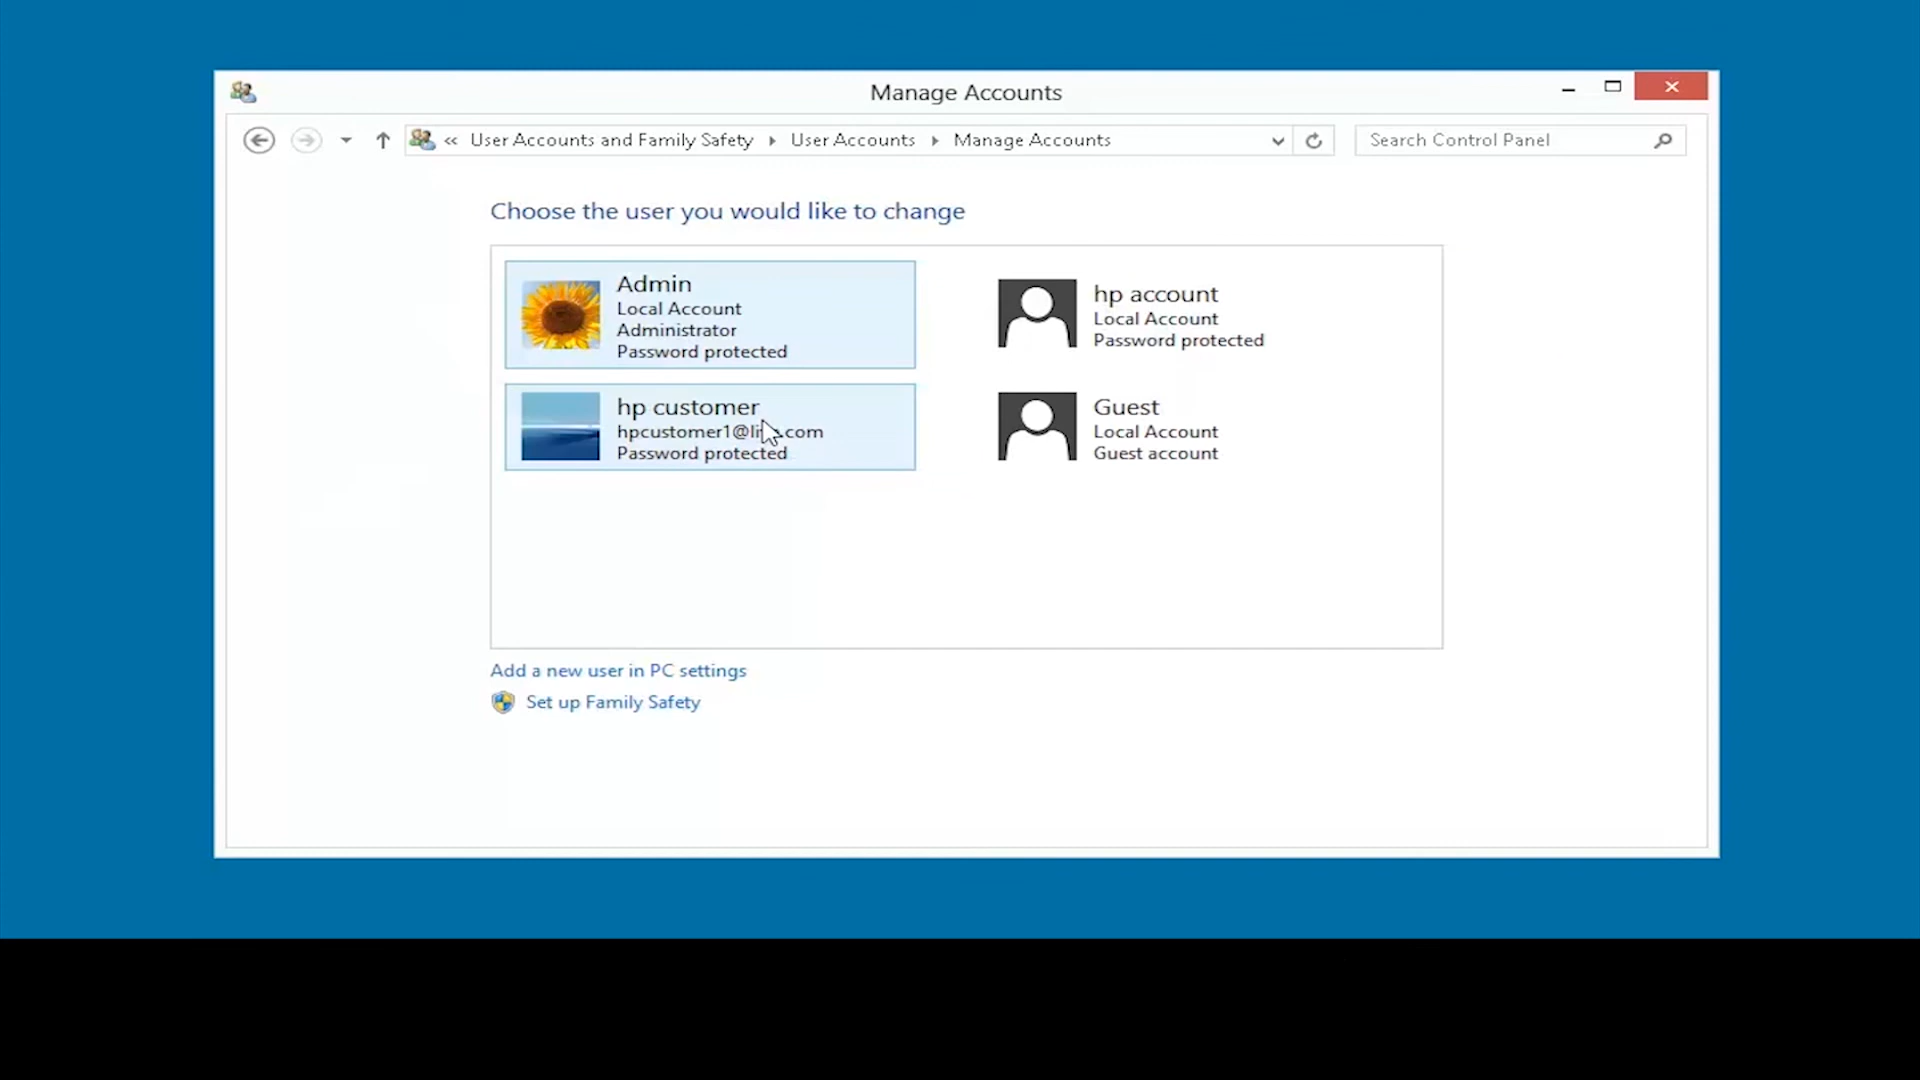 Manage Accounts
« User Accounts and Family Safety User Accounts Manage Accounts
Search Control Panel
Choose the user you would like to change
Admin
Local Account
Administrator
Password protected
hp account
Local Account
Password protected
hp customer
Password protected
Guest
Local Account
Guest account
Add a new user in PC settings
Set up Family Safety